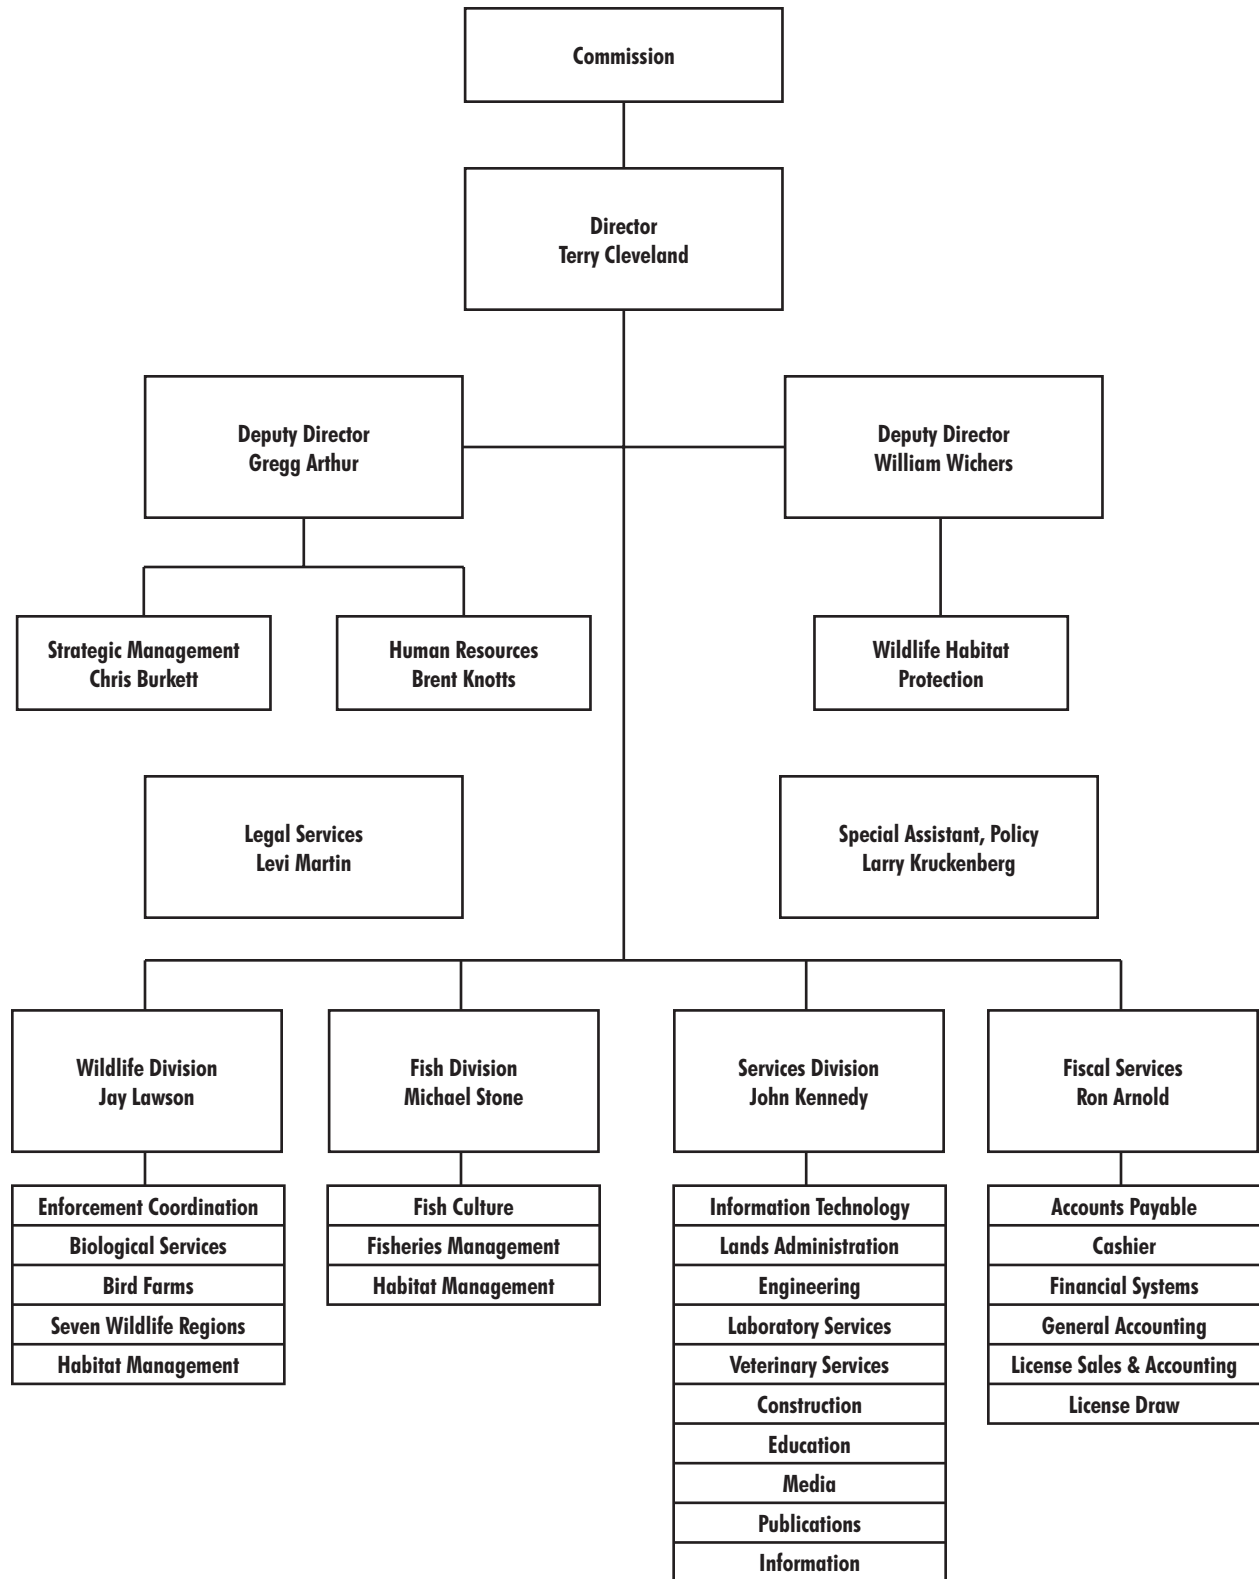 Commission
Director
Terry Cleveland
Deputy Director
Gregg Arthur
Deputy Director
William Wichers
Strategic Management
Chris Burkett
Human Resources
Brent Knotts
Wildlife Habitat
Protection
Legal Services
Levi Martin
Special Assistant, Policy
Larry Kruckenberg
Wildlife Division
Jay Lawson
Fish Division
Michael Stone
Services Division
John Kennedy
Fiscal Services
Ron Arnold
Enforcement Coordination
Biological Services
Bird Farms
Seven Wildlife Regions
Habitat Management
Fish Culture
Fisheries Management
Habitat Management
Information Technology
Lands Administration
Engineering
Laboratory Services
Veterinary Services
Construction
Education
Media
Publications
Information
Accounts Payable
Cashier
Financial Systems
General Accounting
License Sales & Accounting
License Draw